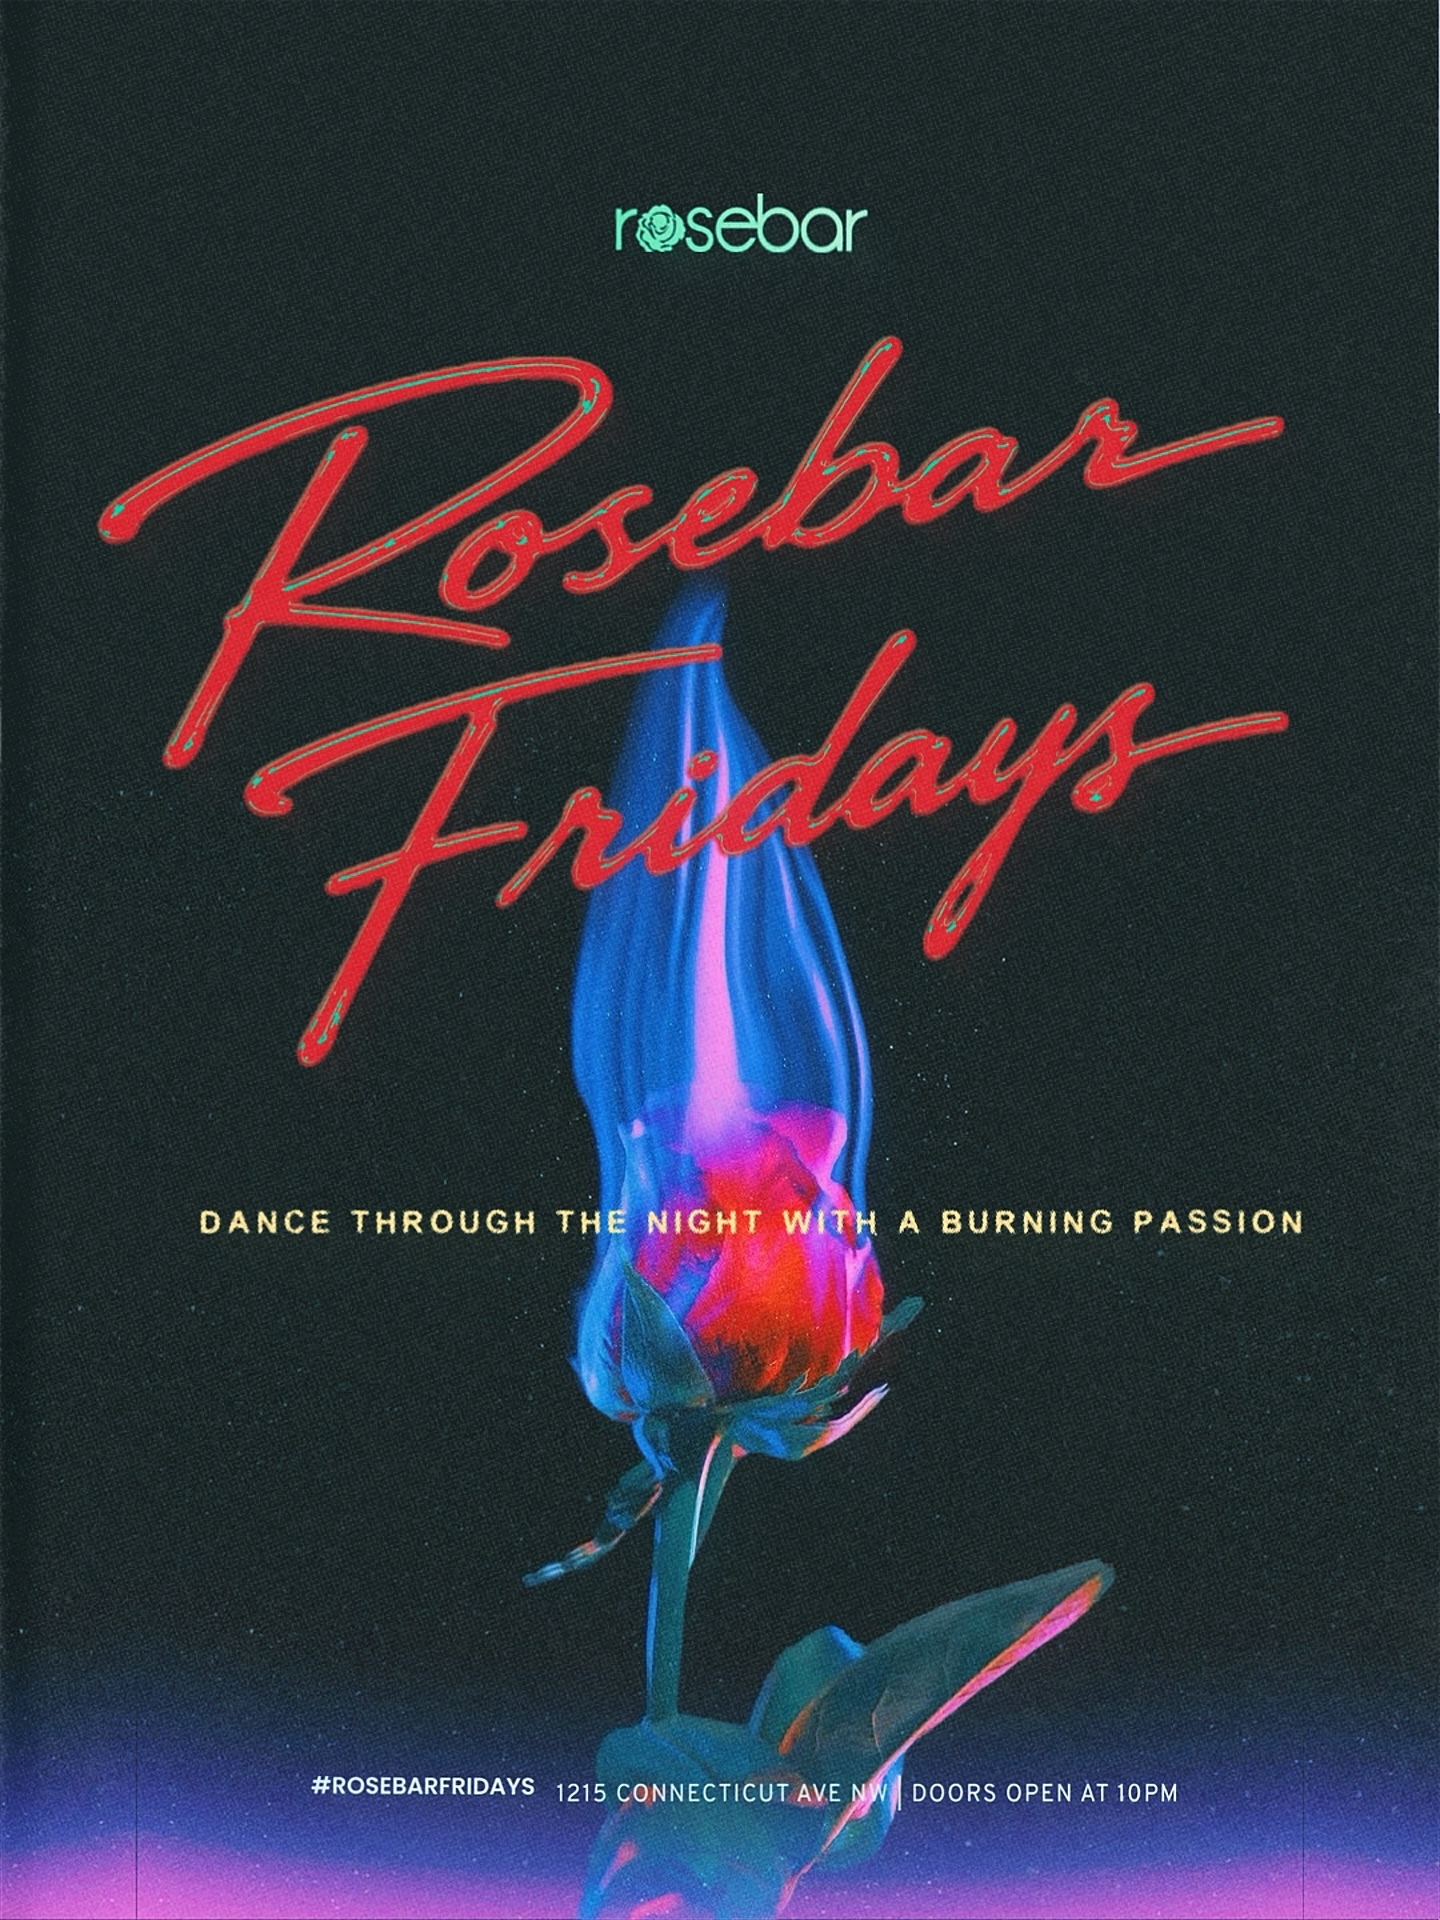 rosebar
Rosebar
Fridays
DANCE THROUGH THE NIGHT WITH A BURNING PASSION
#ROSEBARFRIDAYS 1215 CONNECTICUT AVE NW | DOORS OPEN AT 10PM